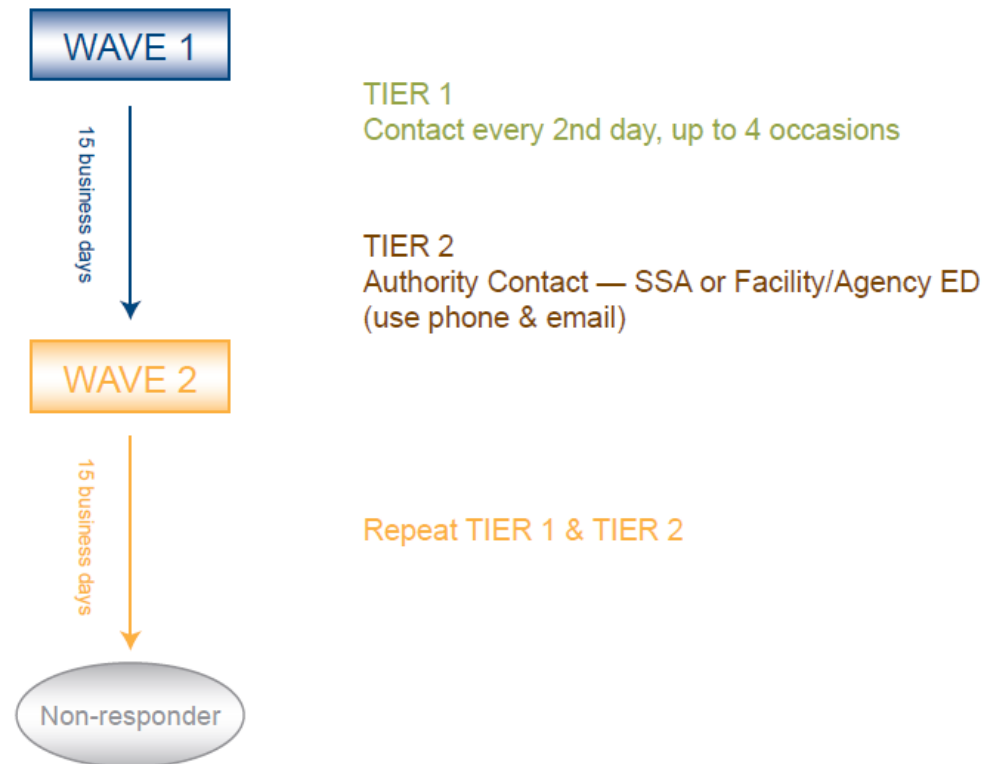 WAVE 1
15 business days
TIER 1
Contact every 2nd day, up to 4 occasions
TIER 2
Authority Contact — SSA or Facility/Agency ED
(use phone & email)
WAVE 2
15 business days
Repeat TIER 1 & TIER 2
Non-responder